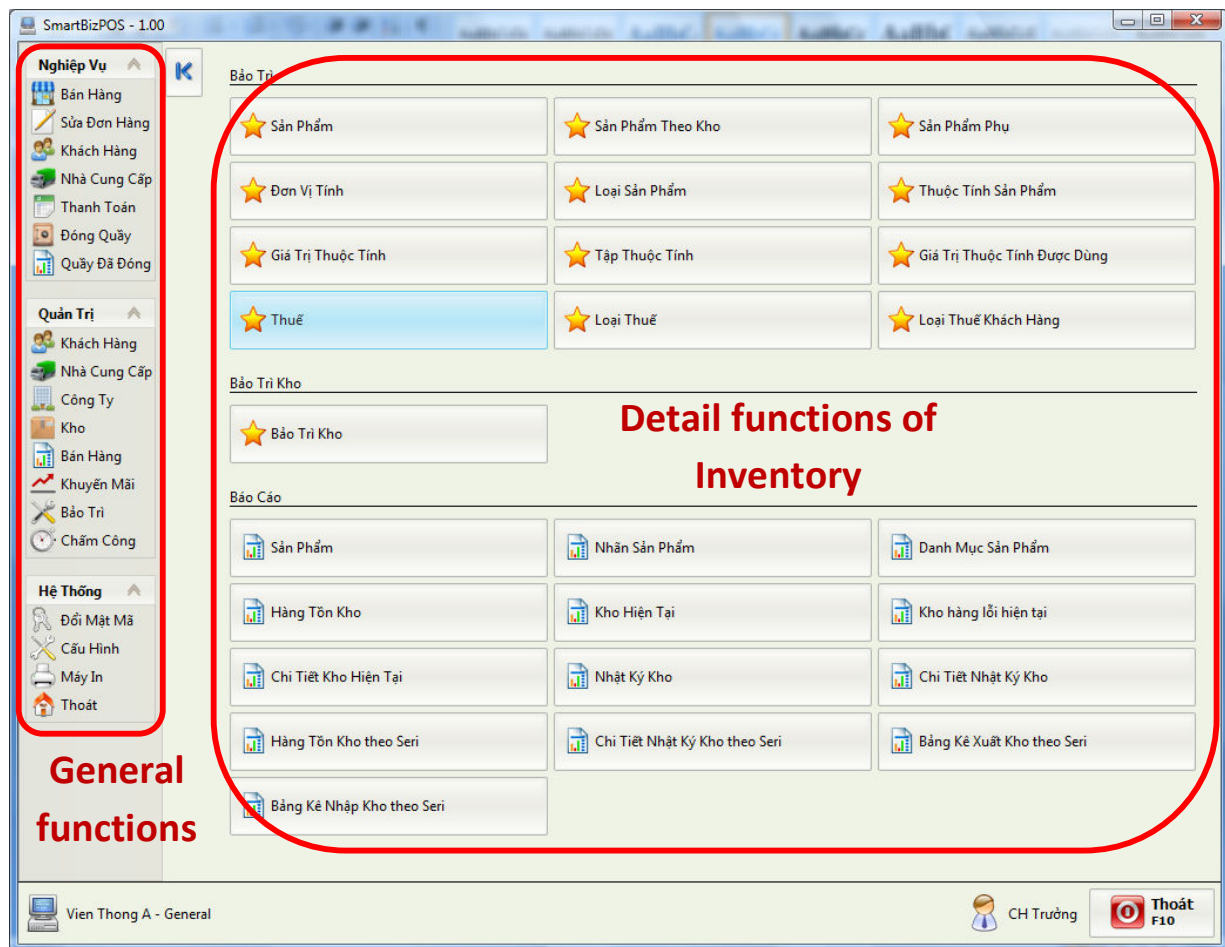 SmartBizPOS - 1.00
Nghiệp Vụ
Bán Hàng
Sửa Đơn Hàng
Khách Hàng
Nhà Cung Cấp
Thanh Toán
Đóng Quầy
Quầy Đã Đóng
Quản Trị
Khách Hàng
Nhà Cung Cấp
Công Ty
Kho
Bán Hàng
Khuyến Mãi
Bảo Trì
Chấm Công
Hệ Thống
Đổi Mật Mã
Cấu Hình
Máy In
Thoát
General
functions
Bảo Trì
Sản Phẩm
Sản Phẩm Theo Kho
Sản Phẩm Phụ
Đơn Vị Tính
Loại Sản Phẩm
Thuộc Tính Sản Phẩm
Giá Trị Thuộc Tính
Tập Thuộc Tính
Giá Trị Thuộc Tính Được Dùng
Thuế
Loại Thuế
Loại Thuế Khách Hàng
Bảo Trì Kho
Bảo Trì Kho
Detail functions of
Inventory
Báo Cáo
Sản Phẩm
Nhãn Sản Phẩm
Danh Mục Sản Phẩm
Hàng Tồn Kho
Kho Hiện Tại
Kho hàng lỗi hiện tại
Chi Tiết Kho Hiện Tại
Nhật Ký Kho
Chi Tiết Nhật Ký Kho
Hàng Tồn Kho theo Seri
Chi Tiết Nhật Ký Kho theo Seri
Bảng Kê Xuất Kho theo Seri
Bảng Kê Nhập Kho theo Seri
Vien Thong A - General
CH Trưởng
Thoát
F10